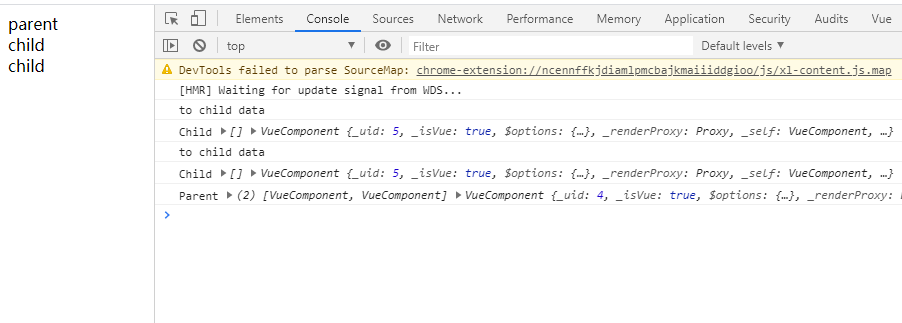 parent
child
child
Elements Console Sources Network Performance Memory Application Security Audits Vue
top Filter Default levels
DevTools failed to parse SourceMap: chrome-extension://ncennffkjdiamlpmcbajkmaiiiddgioo/js/xl-content.js.map
[HMR] Waiting for update signal from WDS...
to child data
Child [] VueComponent {_uid: 5, _isVue: true, $options: {…}, _renderProxy: Proxy, _self: VueComponent, …}
to child data
Child [] VueComponent {_uid: 5, _isVue: true, $options: {…}, _renderProxy: Proxy, _self: VueComponent, …}
Parent (2) [VueComponent, VueComponent] VueComponent {_uid: 4, _isVue: true, $options: {…}, _renderProxy: